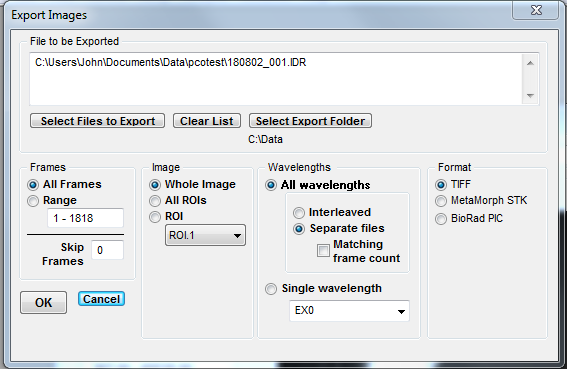 Export Images
File to be Exported
C:\Users\John\Documents\Data\pcotest\180802_001.IDR
Select Files to Export Clear List Select Export Folder
C:\Data
Frames
All Frames
Range
1 - 1818
Skip
Frames
0
OK
Cancel
Image
Whole Image
All ROIs
ROI
ROI.1
Wavelengths
All wavelengths
Interleaved
Separate files
Matching
frame count
Single wavelength
EX0
Format
TIFF
MetaMorph STK
BioRad PIC